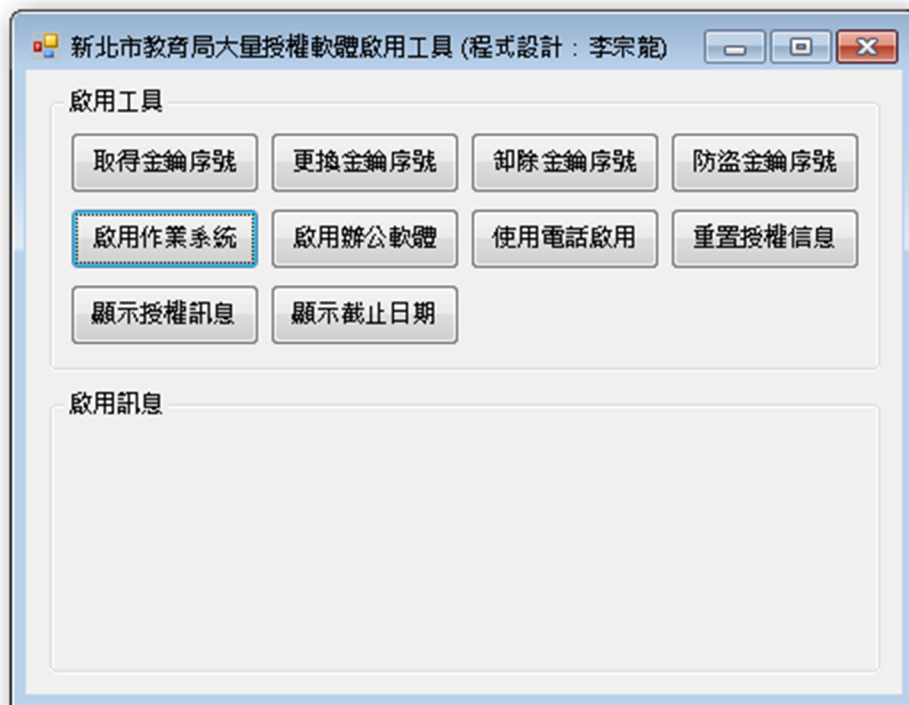 新北市教育局大量授權軟體啟用工具 (程式設計：李宗龍)
啟用工具
取得金鑰序號 更換金鑰序號 卸除金鑰序號 防盜金鑰序號
啟用作業系統 啟用辦公軟體 使用電話啟用 重置授權信息
顯示授權訊息 顯示截止日期
啟用訊息